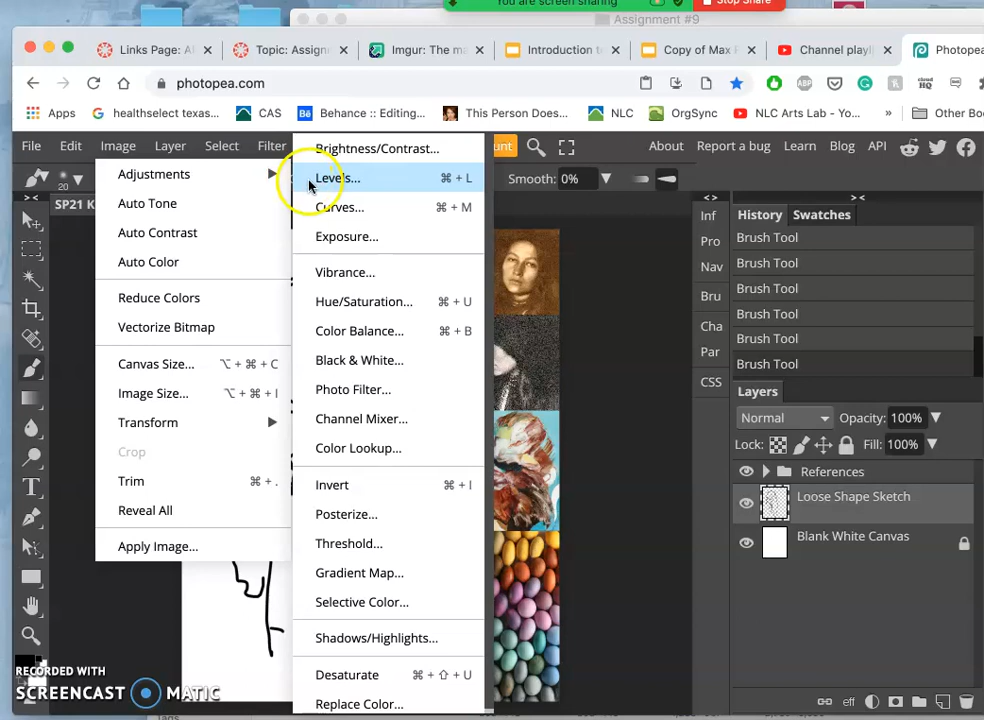 You are screen sharing Stop Share
Assignment #9
Links Page: Al Topic: Assign Imgur: The ma Introduction to Copy of Max P Channel playl Photopea
photopea.com
Apps healthselect texas... CAS Behance :: Editing... This Person Does... NLC OrgSync NLC Arts Lab - Yo... » Other Boo
File Edit Image Layer Select Filter About Report a bug Learn Blog API
20 Smooth: 0%
SP21 K
Adjustments
Auto Tone
Auto Contrast
Auto Color
Reduce Colors
Vectorize Bitmap
Canvas Size... ⌥ + ⌘ + C
Image Size... ⌥ + ⌘ + I
Transform
Crop
Trim ⌘ + .
Reveal All
Apply Image...
Brightness/Contrast...
Levels... ⌘ + L
Curves... ⌘ + M
Exposure...
Vibrance...
Hue/Saturation... ⌘ + U
Color Balance... ⌘ + B
Black & White...
Photo Filter...
Channel Mixer...
Color Lookup...
Invert ⌘ + I
Posterize...
Threshold...
Gradient Map...
Selective Color...
Shadows/Highlights...
Desaturate ⌘ + ⇧ + U
Replace Color...
<> ><
Inf
Pro
Nav
Bru
Cha
Par
CSS
History Swatches
Brush Tool
Brush Tool
Brush Tool
Brush Tool
Brush Tool
Brush Tool
Layers
Normal Opacity: 100%
Lock: Fill: 100%
References
Loose Shape Sketch
Blank White Canvas
eff
RECORDED WITH
SCREENCAST MATIC